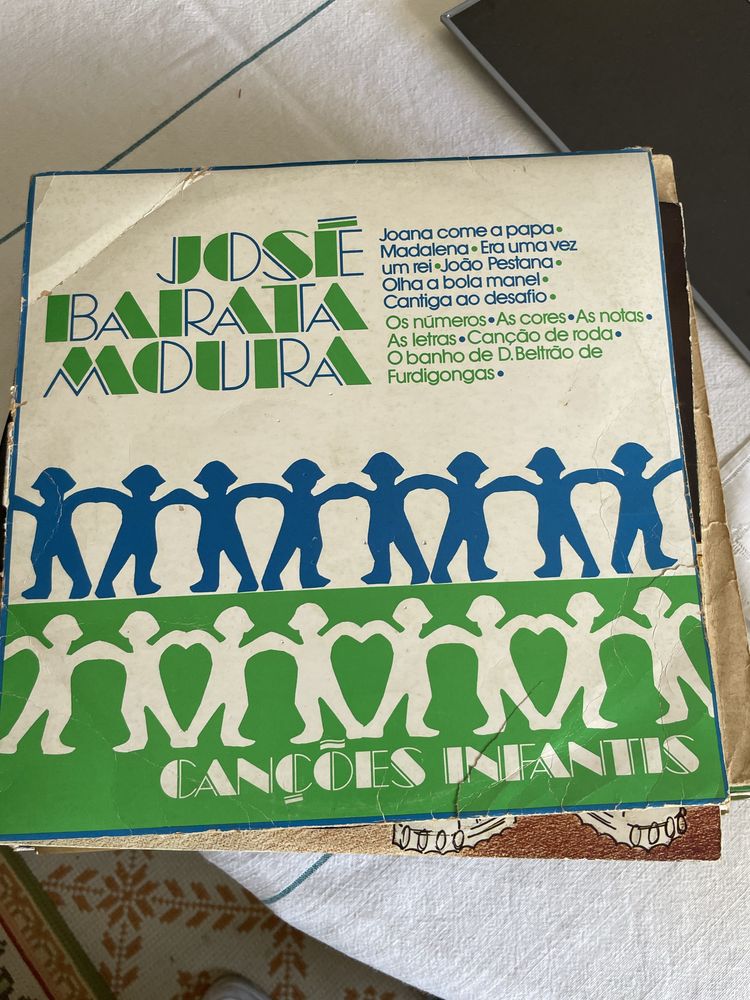 JOSÉ
BARATA
MOURA
Joana come a papa•
Madalena•Era uma vez
um rei•João Pestana•
Olha a bola manel•
Cantiga ao desafio•
Os números•As cores•As notas•
As letras•Canção de roda•
O banho de D.Beltrão de
Furdigongas•
CANÇÕES INFANTIS